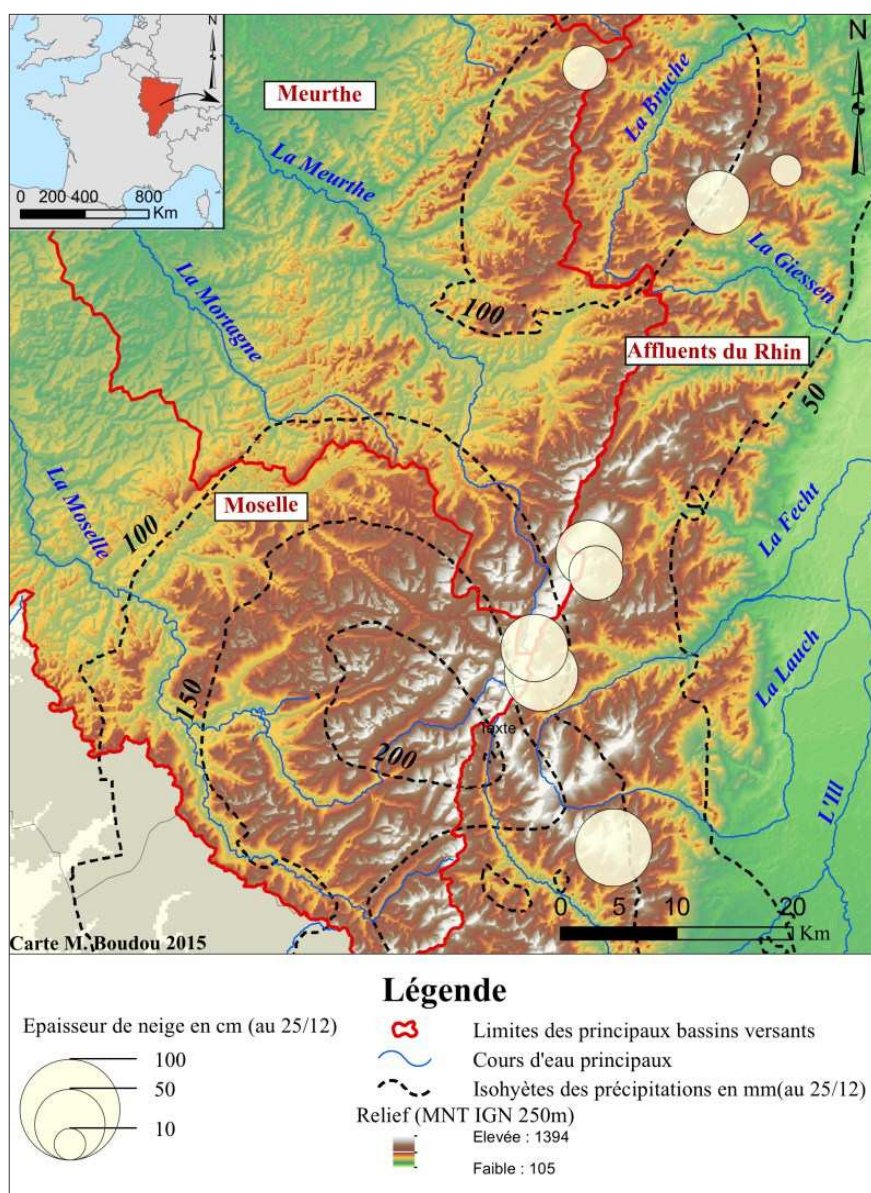 N
0 200 400 800
Km
N
Meurthe
La Bruche
La Meurthe
La Mortagne
La Giessen
100
Affluents du Rhin
50
La Moselle
100
Moselle
La Fecht
La Lauch
150
Texte
200
L'Ill
0 5 10 20
Km
Carte M. Boudou 2015
Légende
Epaisseur de neige en cm (au 25/12)
100
50
10
Limites des principaux bassins versants
Cours d'eau principaux
Isohyètes des précipitations en mm(au 25/12)
Relief (MNT IGN 250m)
Elevée : 1394
Faible : 105